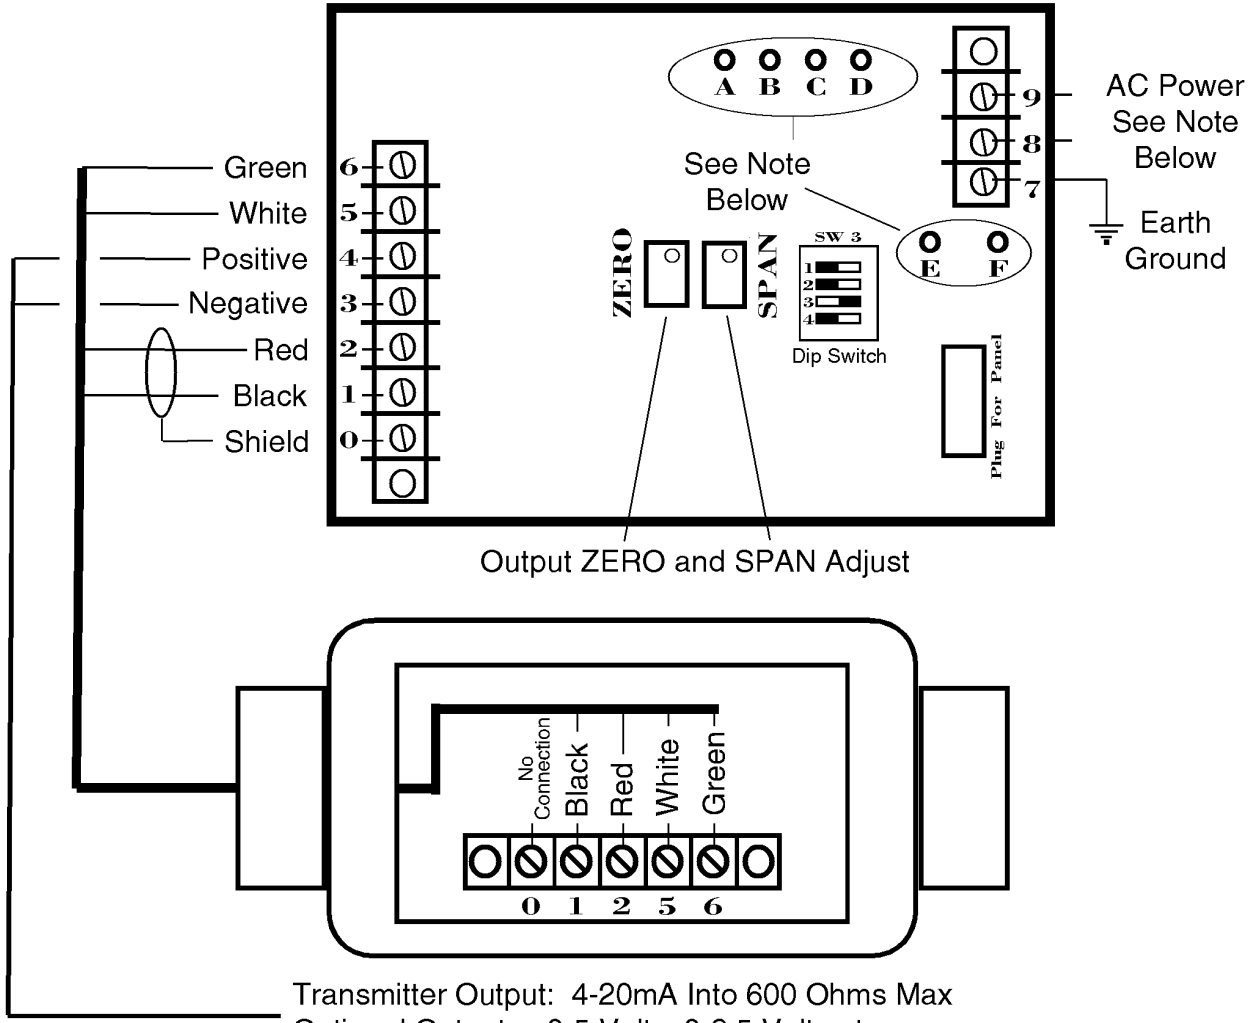 A B C D
See Note
Below
9
8
7
AC Power
See Note
Below
Earth
Ground
Green
White
Positive
Negative
Red
Black
Shield
6
5
4
3
2
1
0
ZERO
SPAN
SW 3
1
2
3
4
Dip Switch
E F
Plug For Panel
Output ZERO and SPAN Adjust
No
Connection
Black
Red
White
Green
0 1 2 5 6
Transmitter Output: 4-20mA Into 600 Ohms Max